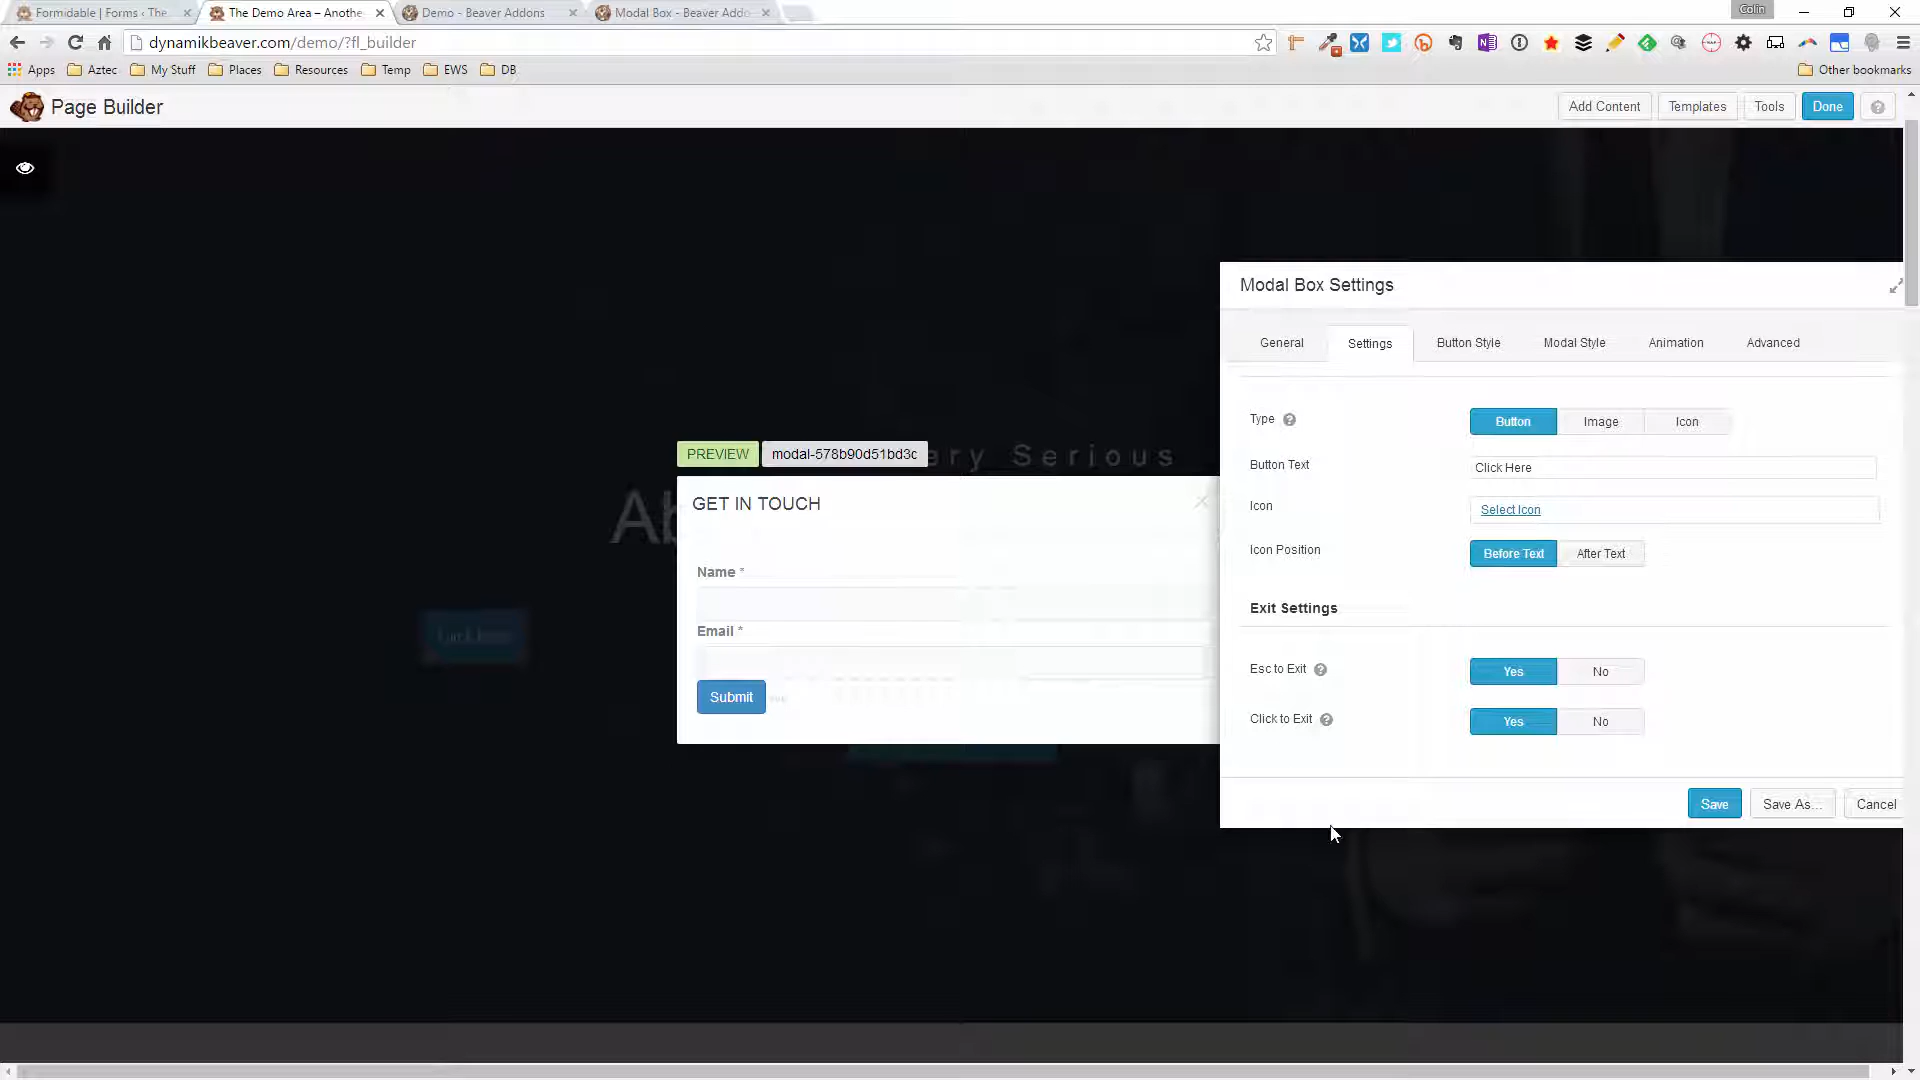 Formidable | Forms ‹ The
The Demo Area – Anothe
Demo - Beaver Addons
Modal Box - Beaver Addo
Colin
dynamikbeaver.com/demo/?fl_builder
Apps
Aztec
My Stuff
Places
Resources
Temp
EWS
DB
Other bookmarks
Page Builder
Add Content
Templates
Tools
Done
Modal Box Settings
General
Settings
Button Style
Modal Style
Animation
Advanced
Type
Button
Image
Icon
PREVIEW
modal-578b90d51bd3c
ery Serious
Button Text
Click Here
GET IN TOUCH
Ab
Icon
Select Icon
Icon Position
Before Text
After Text
Name *
Exit Settings
Email *
Esc to Exit
Yes
No
Submit
Click to Exit
Yes
No
Save
Save As...
Cancel